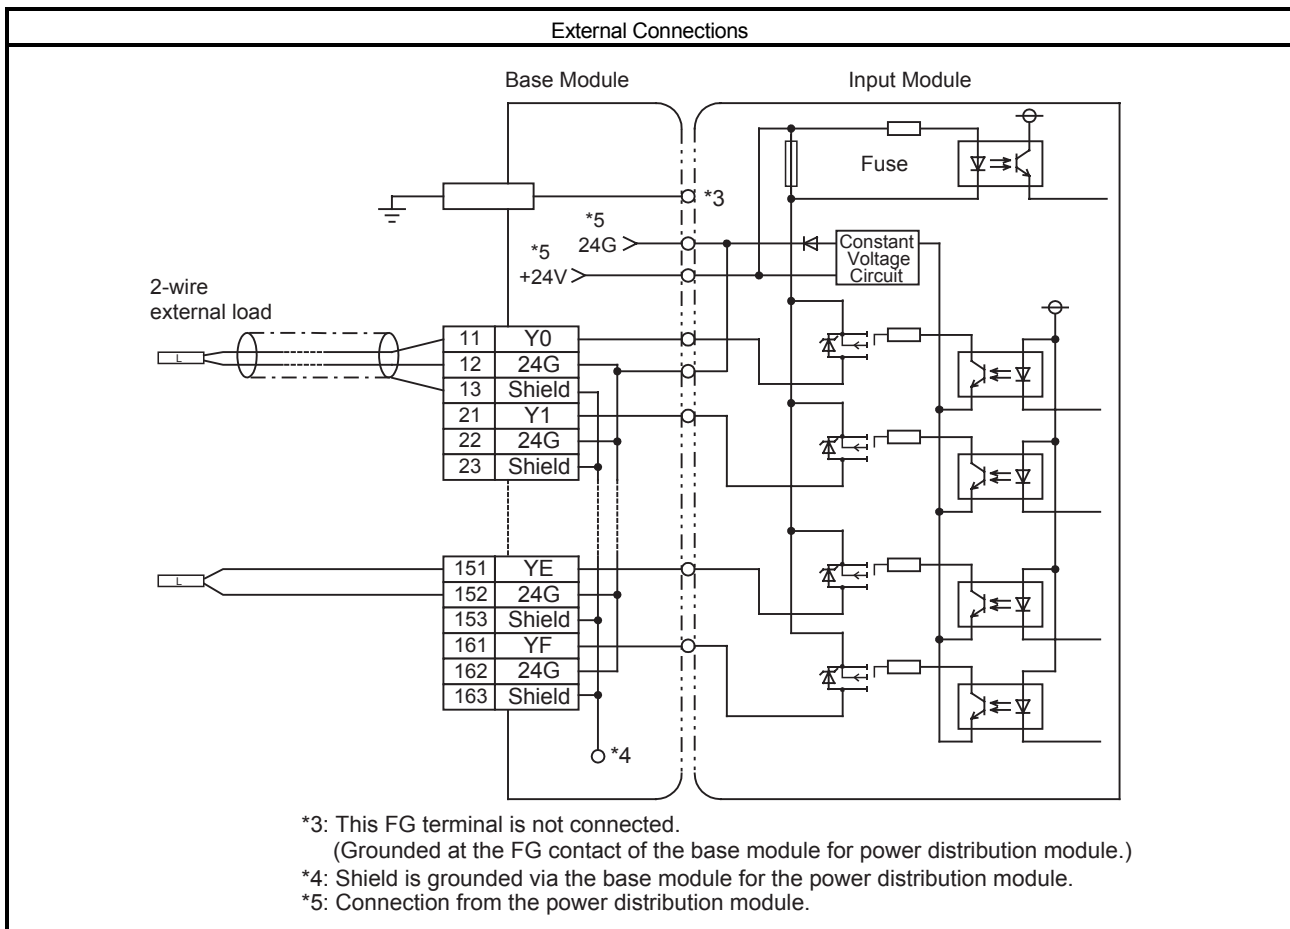 External Connections
Base Module
Input Module
Fuse
*3
*5
24G
*5
+24V
Constant
Voltage
Circuit
2-wire
external load
L
11 Y0
12 24G
13 Shield
21 Y1
22 24G
23 Shield
L
151 YE
152 24G
153 Shield
161 YF
162 24G
163 Shield
*4
*3: This FG terminal is not connected.
(Grounded at the FG contact of the base module for power distribution module.)
*4: Shield is grounded via the base module for the power distribution module.
*5: Connection from the power distribution module.